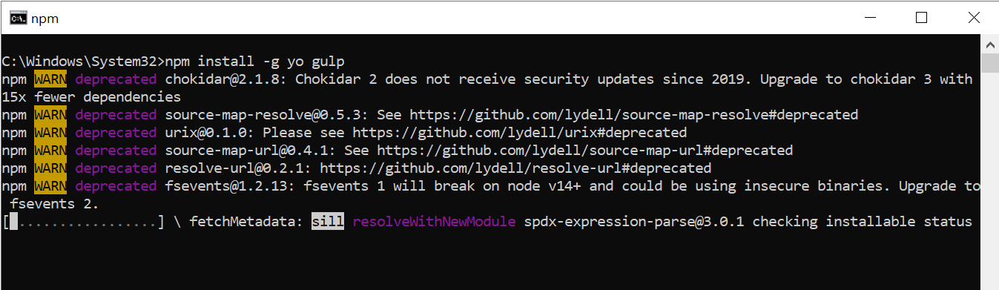 npm
C:\Windows\System32>npm install -g yo gulp
npm WARN deprecated chokidar@2.1.8: Chokidar 2 does not receive security updates since 2019. Upgrade to chokidar 3 with
15x fewer dependencies
npm WARN deprecated source-map-resolve@0.5.3: See https://github.com/lydell/source-map-resolve#deprecated
npm WARN deprecated urix@0.1.0: Please see https://github.com/lydell/urix#deprecated
npm WARN deprecated source-map-url@0.4.1: See https://github.com/lydell/source-map-url#deprecated
npm WARN deprecated resolve-url@0.2.1: https://github.com/lydell/resolve-url#deprecated
npm WARN deprecated fsevents@1.2.13: fsevents 1 will break on node v14+ and could be using insecure binaries. Upgrade to
 fsevents 2.
[ .................] \ fetchMetadata: sill resolveWithNewModule spdx-expression-parse@3.0.1 checking installable status